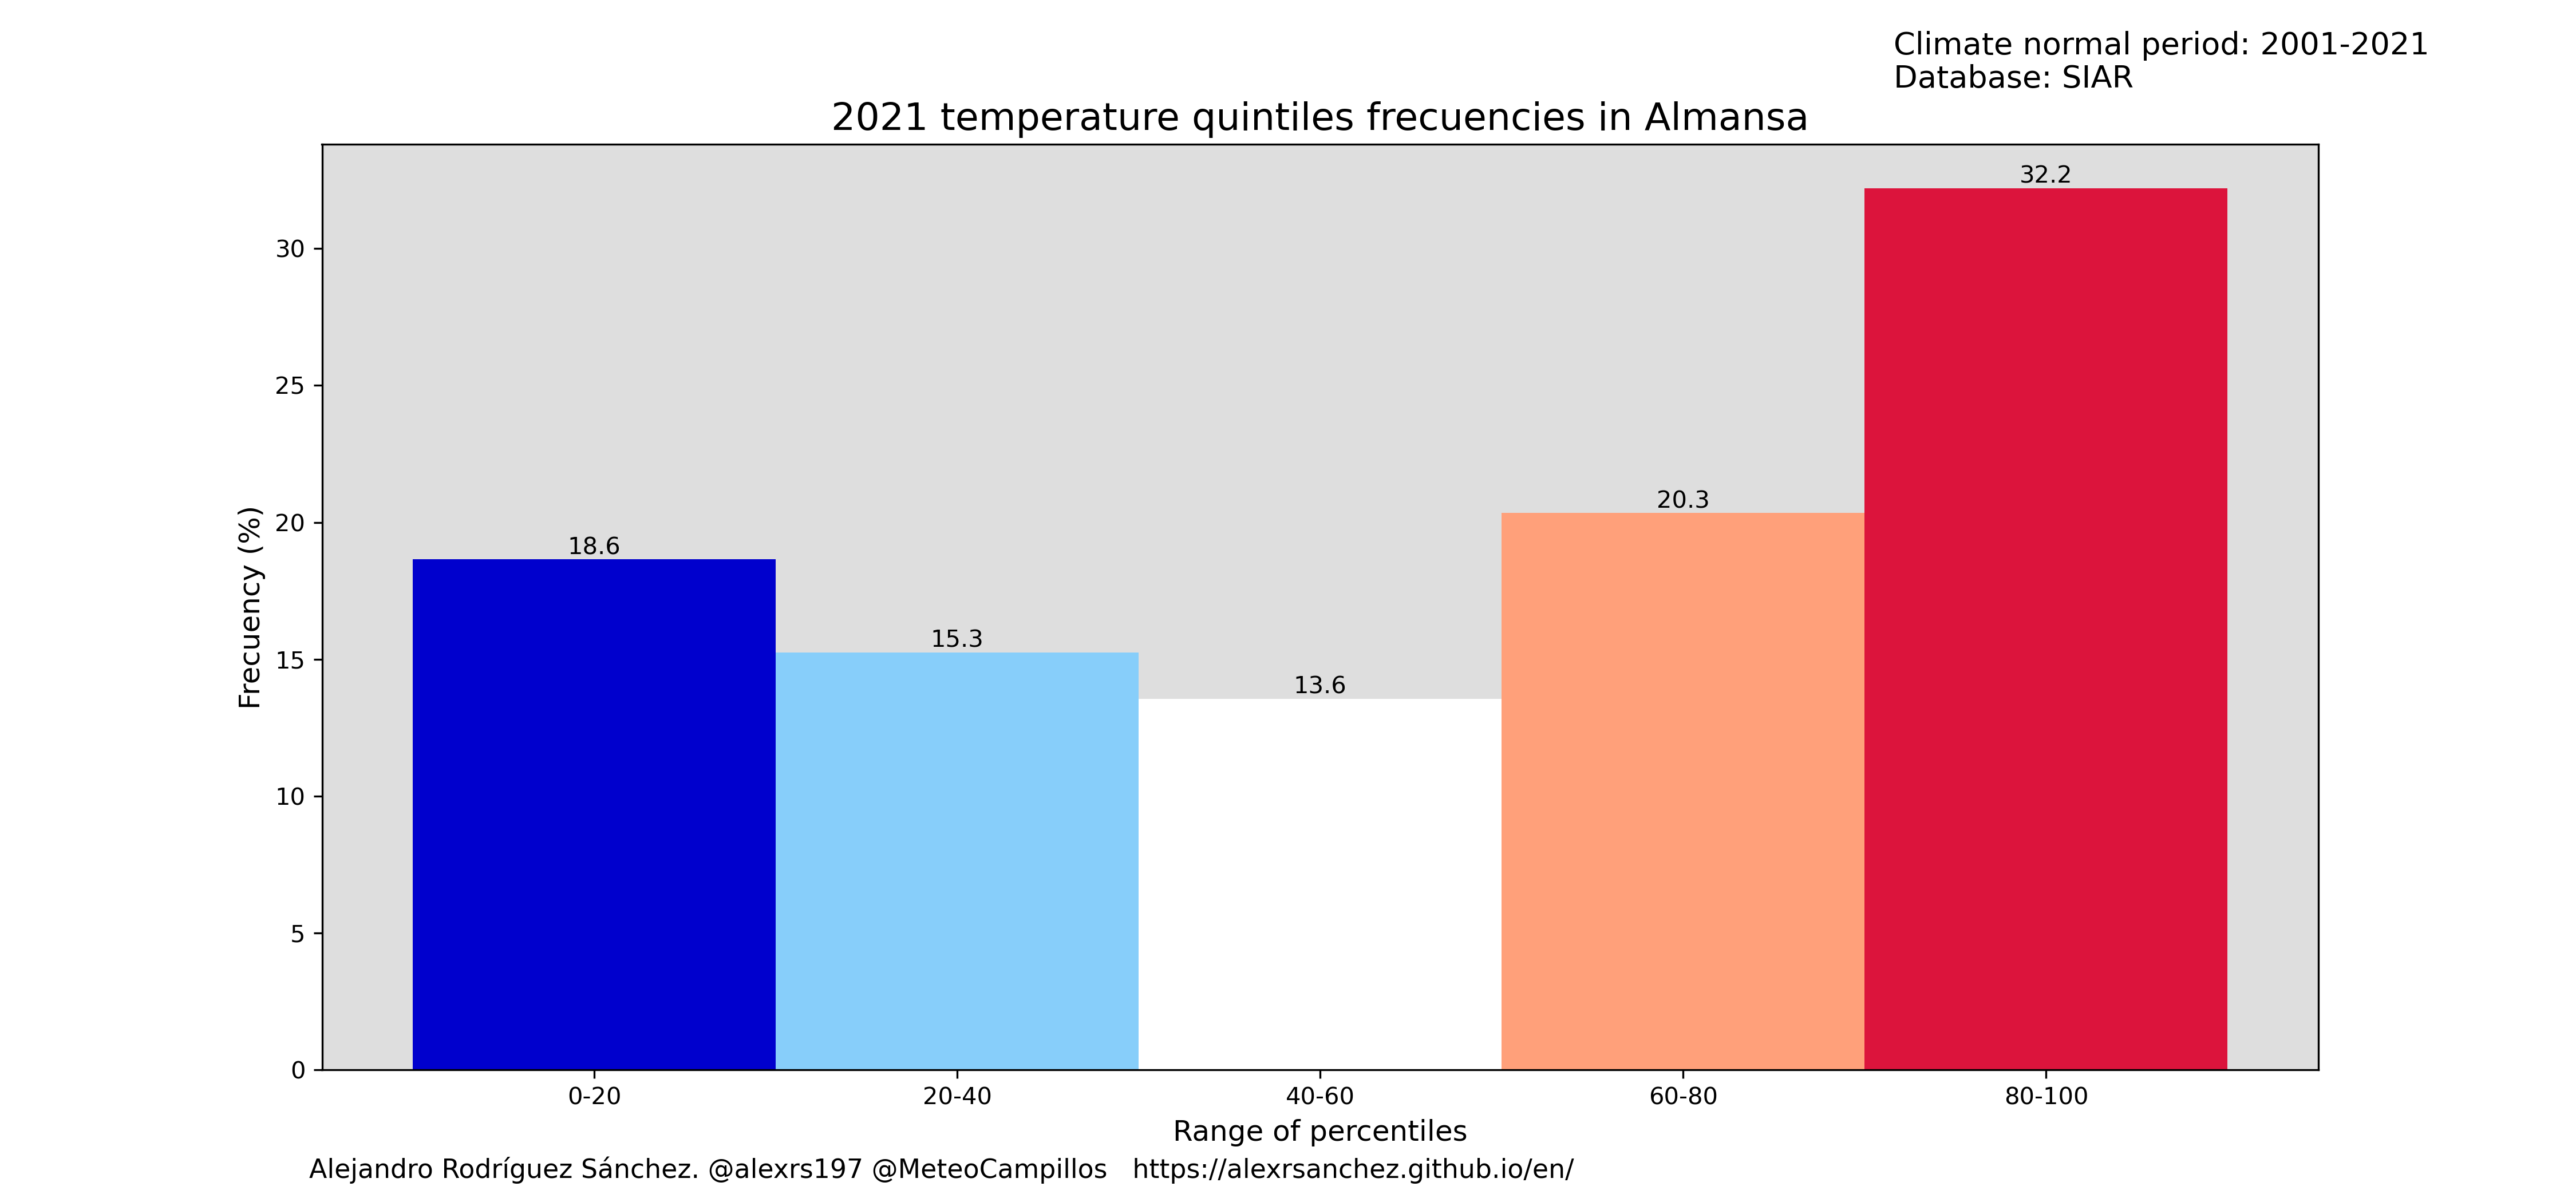 Climate normal period: 2001-2021
Database: SIAR
2021 temperature quintiles frecuencies in Almansa
Frecuency (%)
30
25
20
15
10
5
0
18.6
15.3
13.6
20.3
32.2
0-20
20-40
40-60
60-80
80-100
Range of percentiles
Alejandro Rodríguez Sánchez. @alexrs197 @MeteoCampillos https://alexrsanchez.github.io/en/